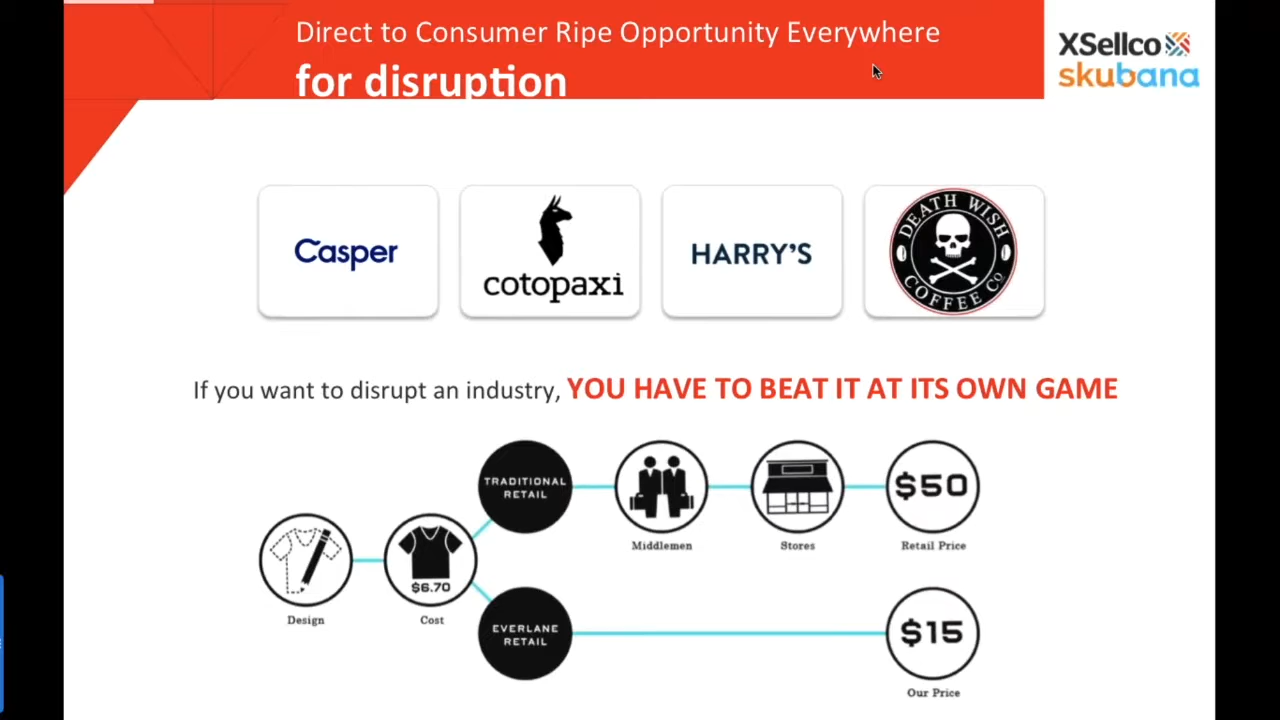 Direct to Consumer Ripe Opportunity Everywhere
for disruption
XSellco
skubana
Casper
cotopaxi
HARRY'S
DEATH WISH
COFFEE CO
If you want to disrupt an industry, YOU HAVE TO BEAT IT AT ITS OWN GAME
TRADITIONAL
RETAIL
Middlemen
Stores
$50
Retail Price
Design
$6.70
Cost
EVERLANE
RETAIL
$15
Our Price